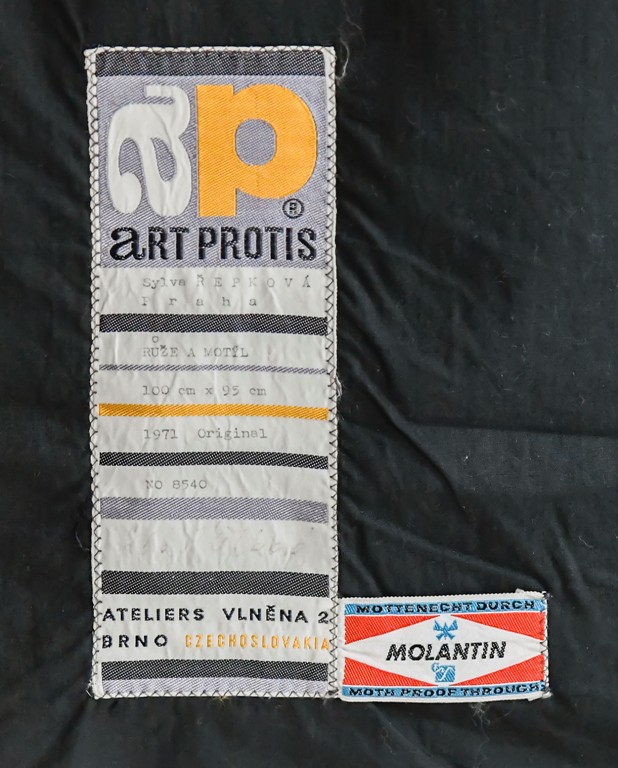 ap
®
aRT PROTIS
Sylva ŘEPKOVÁ
Praha
RŮŽE A MOTÝL
100 cm x 95 cm
1971 Original
NO 8540
ATELIERS VLNĚNA 2
BRNO CZECHOSLOVAKIA
MOTTENECHT DURCH
MOLANTIN
MOTH PROOF THROUGH